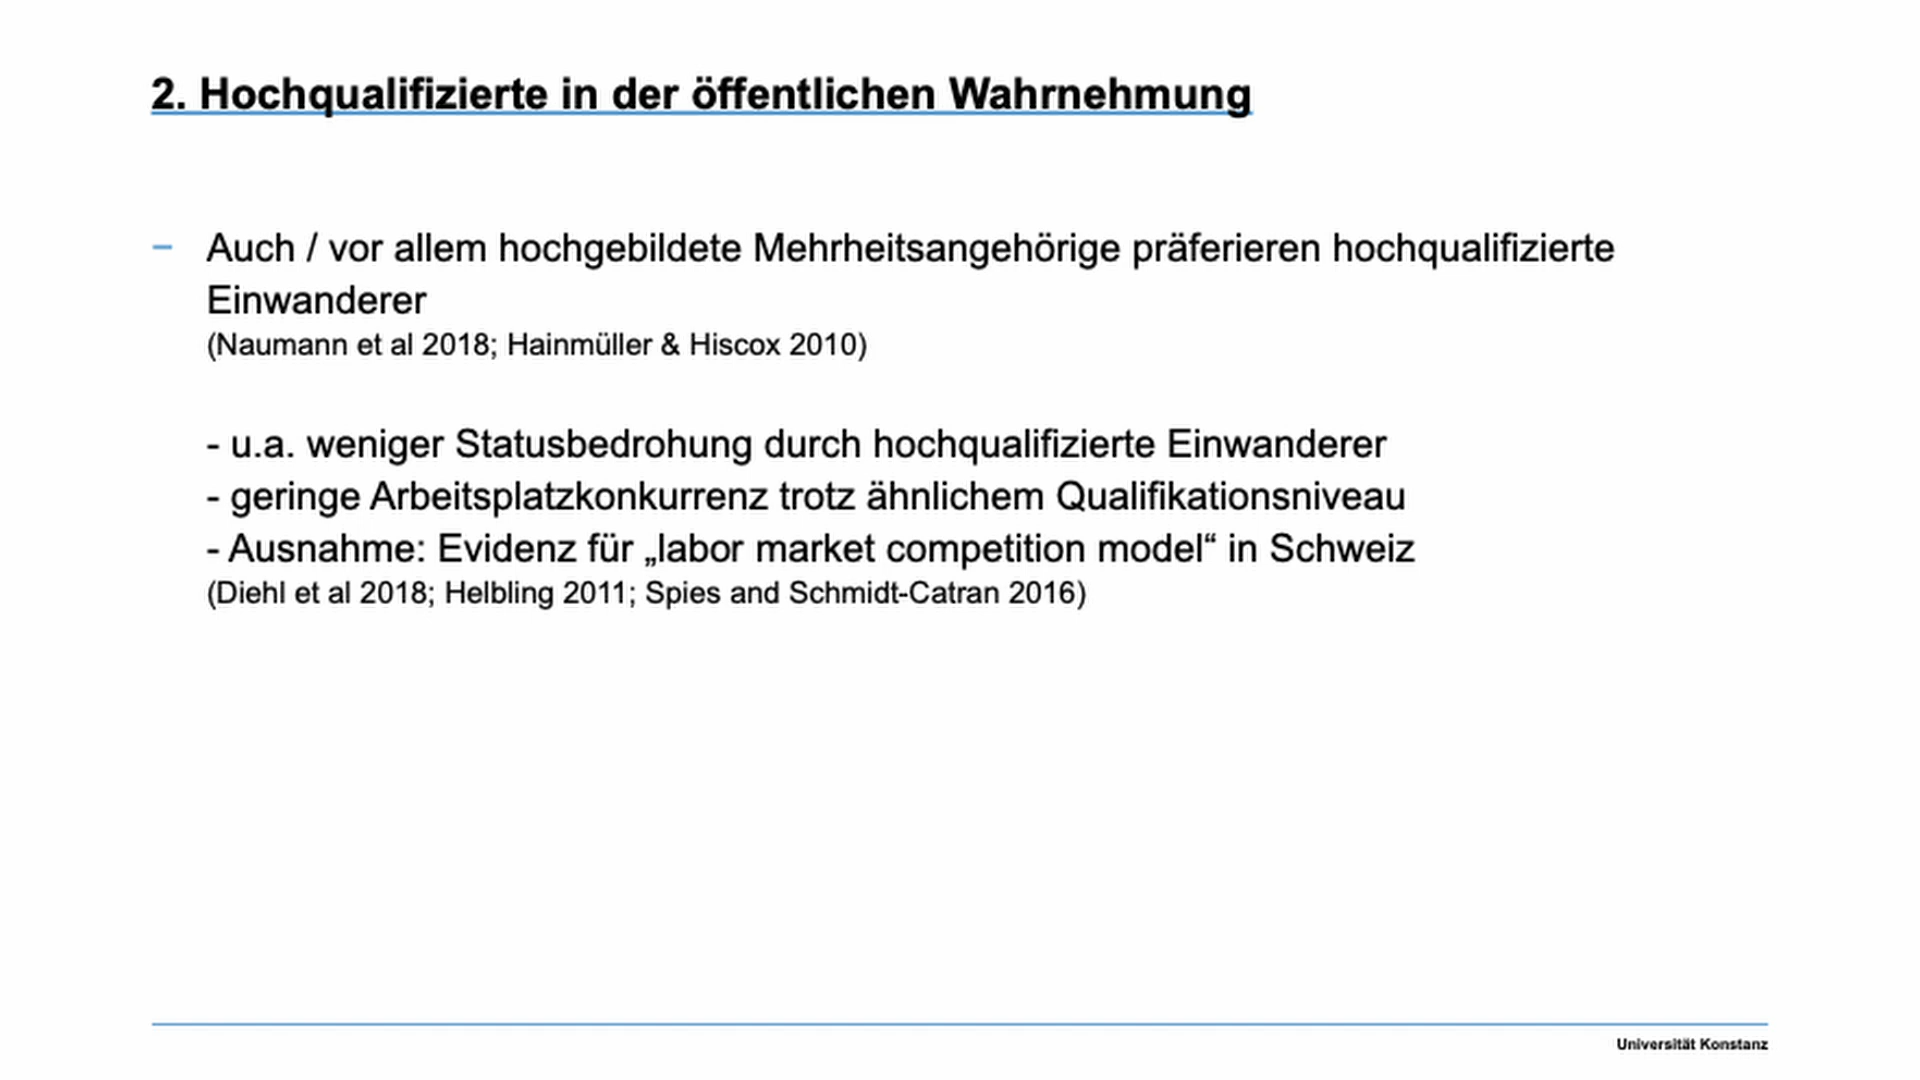 2. Hochqualifizierte in der öffentlichen Wahrnehmung
– Auch / vor allem hochgebildete Mehrheitsangehörige präferieren hochqualifizierte
Einwanderer
(Naumann et al 2018; Hainmüller & Hiscox 2010)
- u.a. weniger Statusbedrohung durch hochqualifizierte Einwanderer
- geringe Arbeitsplatzkonkurrenz trotz ähnlichem Qualifikationsniveau
- Ausnahme: Evidenz für „labor market competition model“ in Schweiz
(Diehl et al 2018; Helbling 2011; Spies and Schmidt-Catran 2016)
Universität Konstanz